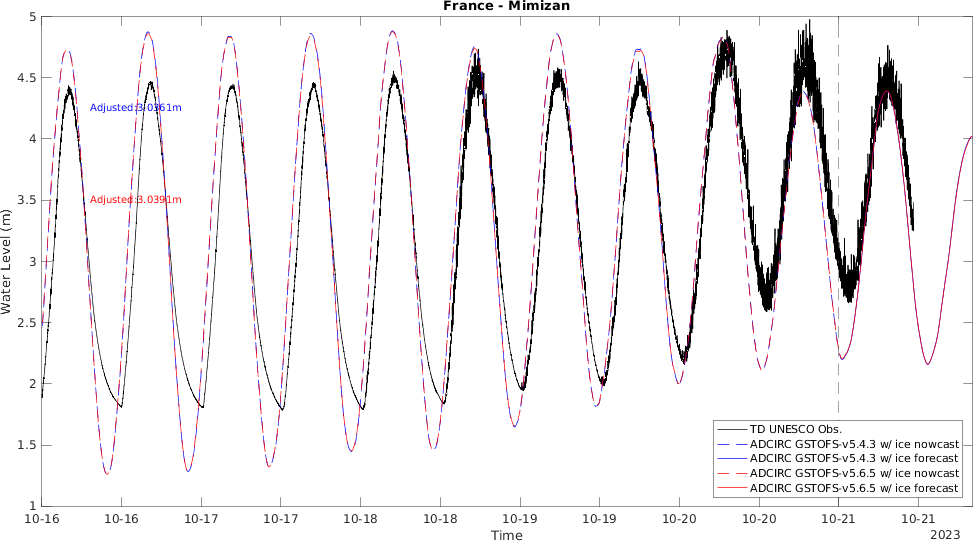 France - Mimizan
5
4.5
4
3.5
3
2.5
2
1.5
1
Water Level (m)
Adjusted:3.0361m
Adjusted:3.0391m
TD UNESCO Obs.
ADCIRC GSTOFS-v5.4.3 w/ ice nowcast
ADCIRC GSTOFS-v5.4.3 w/ ice forecast
ADCIRC GSTOFS-v5.6.5 w/ ice nowcast
ADCIRC GSTOFS-v5.6.5 w/ ice forecast
10-16 10-16 10-17 10-17 10-18 10-18 10-19 10-19 10-20 10-20 10-21 10-21
Time
2023